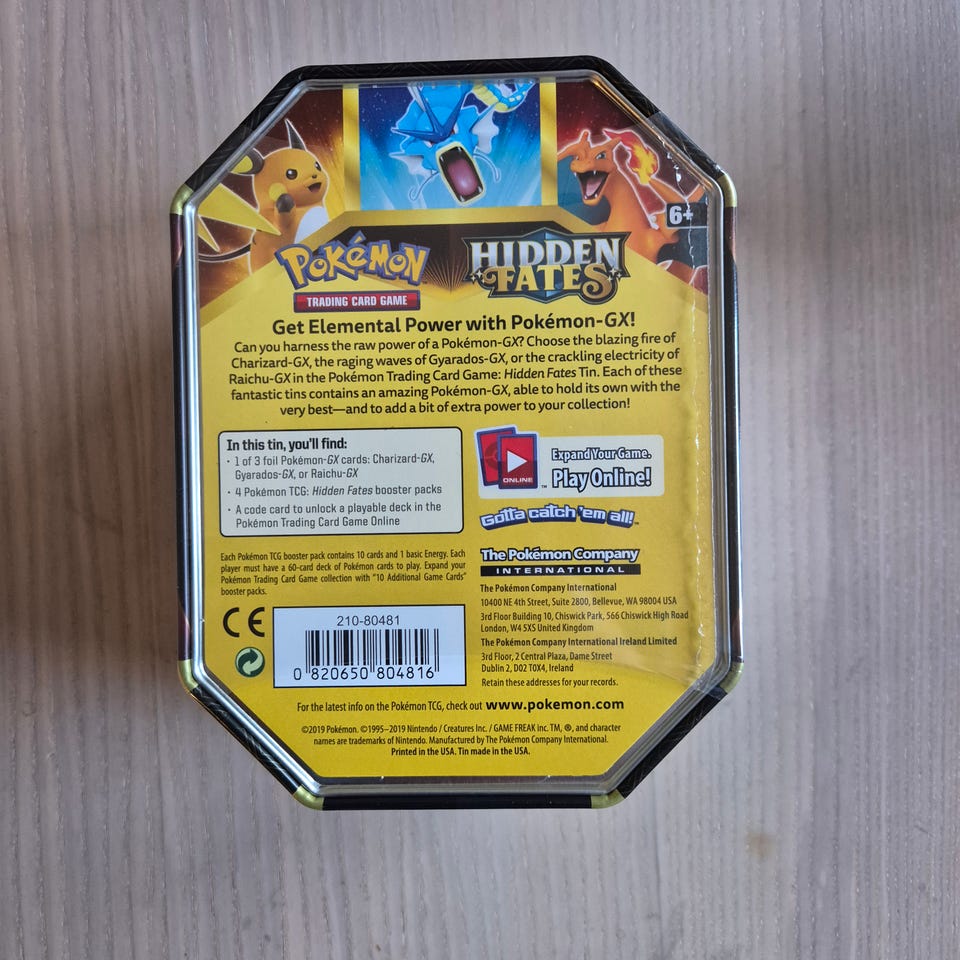 6+
POKéMON
TRADING CARD GAME
HIDDEN
FATES
Get Elemental Power with Pokémon-GX!
Can you harness the raw power of a Pokémon-GX? Choose the blazing fire of
Charizard-GX, the raging waves of Gyarados-GX, or the crackling electricity of
Raichu-GX in the Pokémon Trading Card Game: Hidden Fates Tin. Each of these
fantastic tins contains an amazing Pokémon-GX, able to hold its own with the
very best—and to add a bit of extra power to your collection!
In this tin, you'll find:
• 1 of 3 foil Pokémon-GX cards: Charizard-GX,
Gyarados-GX, or Raichu-GX
• 4 Pokémon TCG: Hidden Fates booster packs
• A code card to unlock a playable deck in the
Pokémon Trading Card Game Online
Each Pokémon TCG booster pack contains 10 cards and 1 basic Energy. Each
player must have a 60-card deck of Pokémon cards to play. Expand your
Pokémon Trading Card Game collection with "10 Additional Game Cards"
booster packs.
ONLINE
™
Expand Your Game.
Play Online!
Gotta catch 'em all!™
The Pokémon Company
INTERNATIONAL
The Pokémon Company International
10400 NE 4th Street, Suite 2800, Bellevue, WA 98004 USA
3rd Floor Building 10, Chiswick Park, 566 Chiswick High Road
London, W4 5XS United Kingdom
The Pokémon Company International Ireland Limited
3rd Floor, 2 Central Plaza, Dame Street
Dublin 2, D02 T0X4, Ireland
Retain these addresses for your records.
CE
210-80481
0 820650 804816
For the latest info on the Pokémon TCG, check out www.pokemon.com
©2019 Pokémon. ©1995–2019 Nintendo / Creatures Inc. / GAME FREAK inc. TM, ®, and character
names are trademarks of Nintendo. Manufactured by The Pokémon Company International.
Printed in the USA. Tin made in the USA.